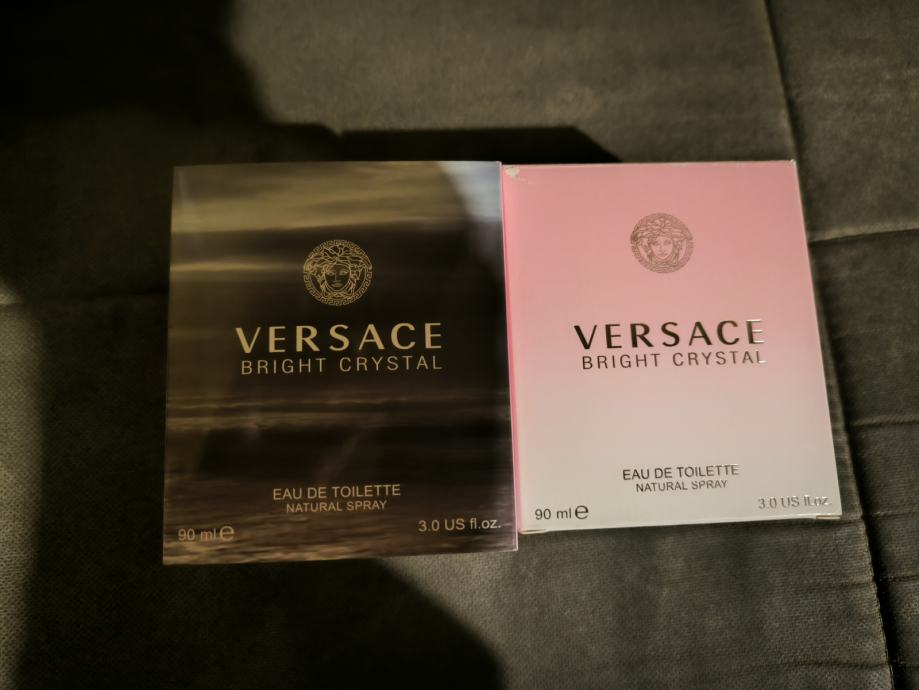 VERSACE
BRIGHT CRYSTAL
EAU DE TOILETTE
NATURAL SPRAY
90 ml ℮
3.0 US fl.oz.
VERSACE
BRIGHT CRYSTAL
EAU DE TOILETTE
NATURAL SPRAY
90 ml ℮
3.0 US fl.oz.